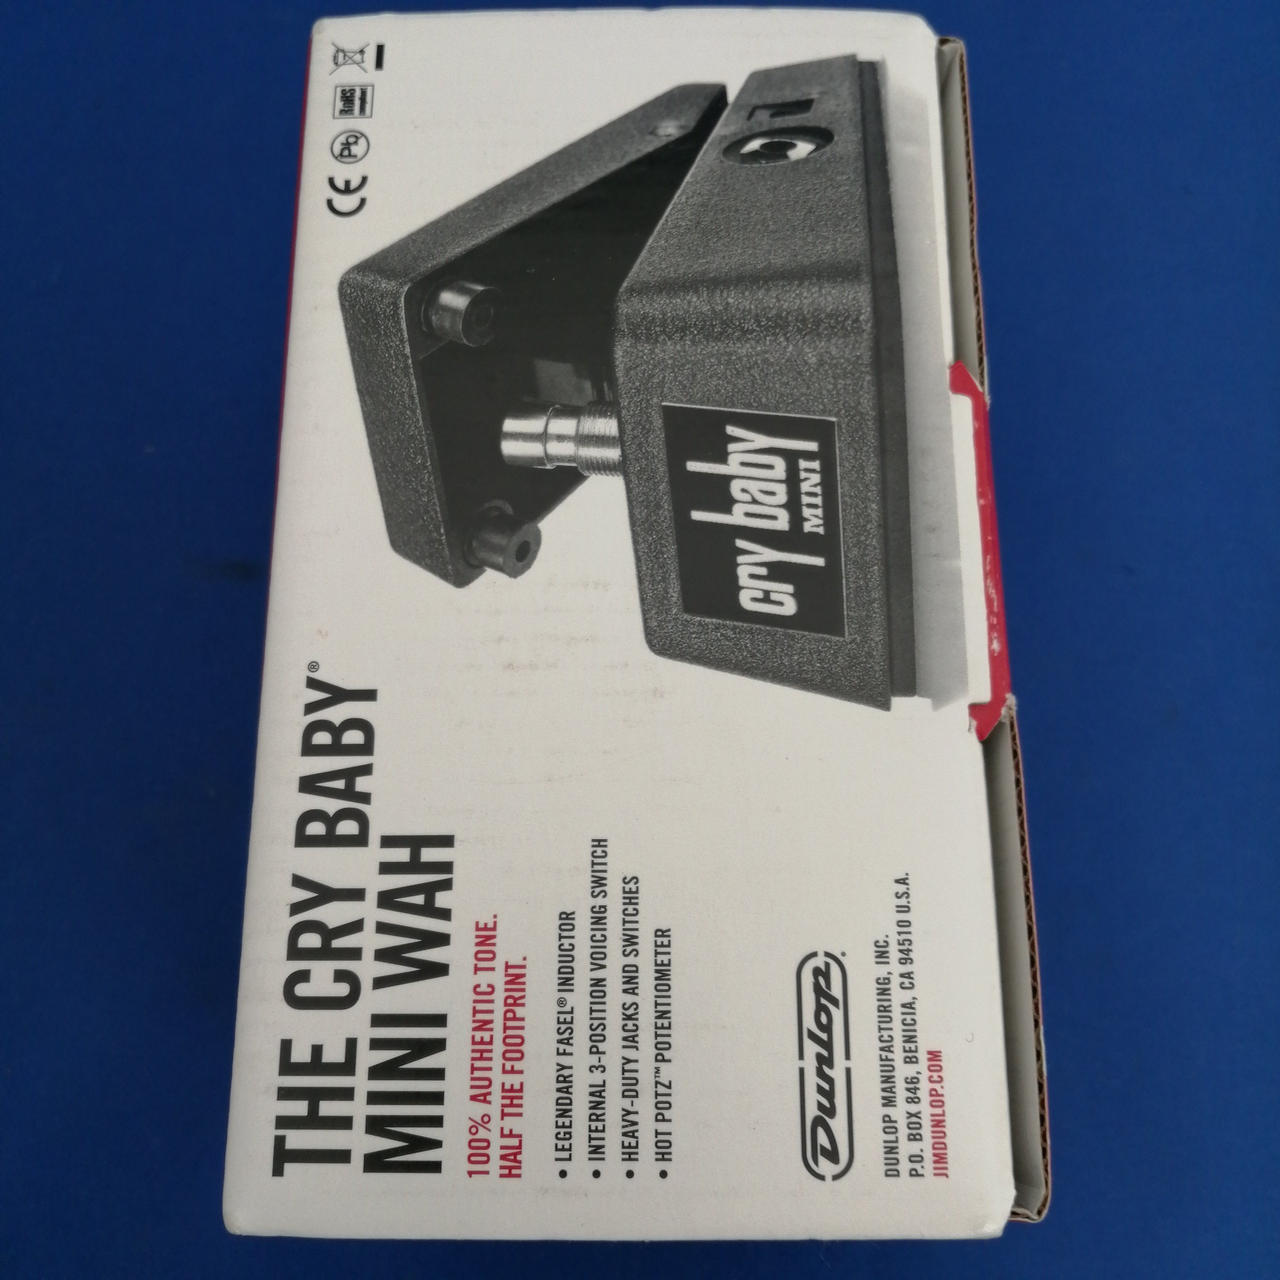 THE CRY BABY®
MINI WAH
100% AUTHENTIC TONE.
HALF THE FOOTPRINT.
• LEGENDARY FASEL® INDUCTOR
• INTERNAL 3-POSITION VOICING SWITCH
• HEAVY-DUTY JACKS AND SWITCHES
• HOT POTZ™ POTENTIOMETER
Dunlop
DUNLOP MANUFACTURING, INC.
P.O. BOX 846, BENICIA, CA 94510 U.S.A.
JIMDUNLOP.COM
cry baby
MINI
CE
Pb
RoHS
compliant